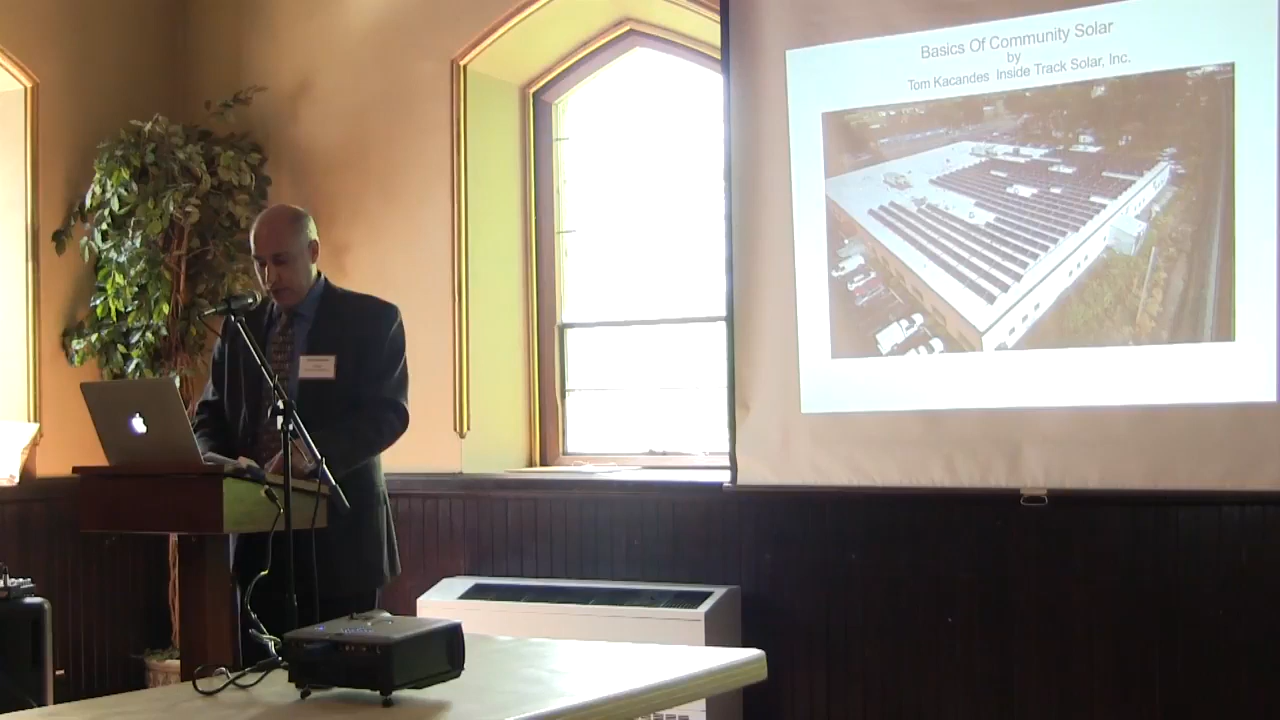 Basics Of Community Solar
by
Tom Kacandes Inside Track Solar, Inc.